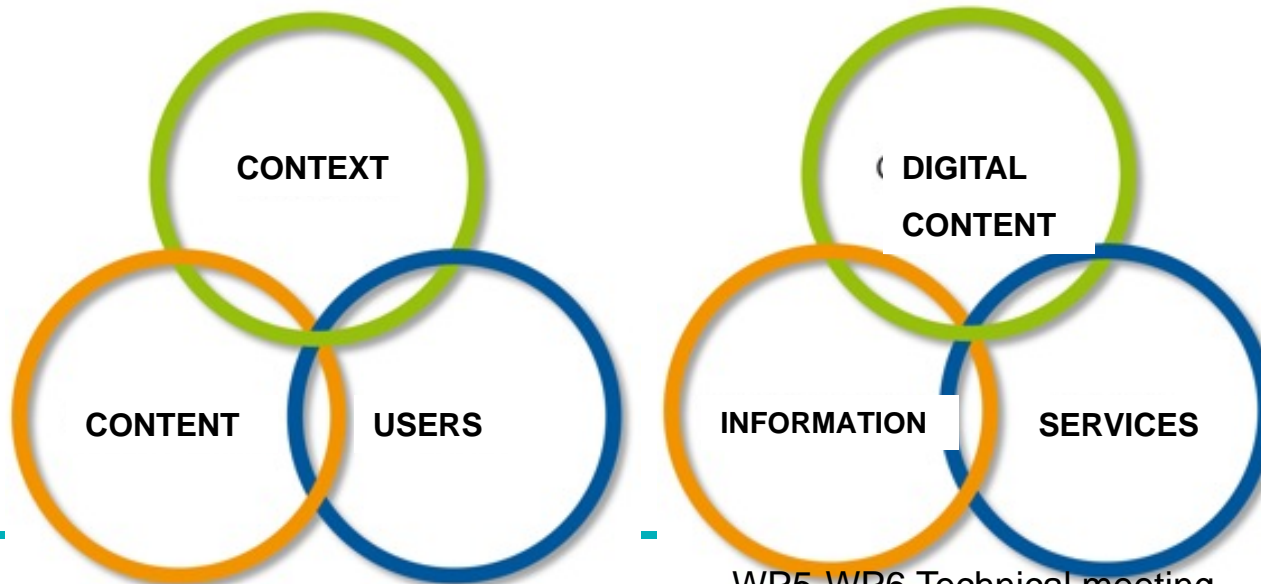 CONTEXT
CONTENT
USERS
DIGITAL
CONTENT
INFORMATION
SERVICES
WP5-WP6 Technical meeting